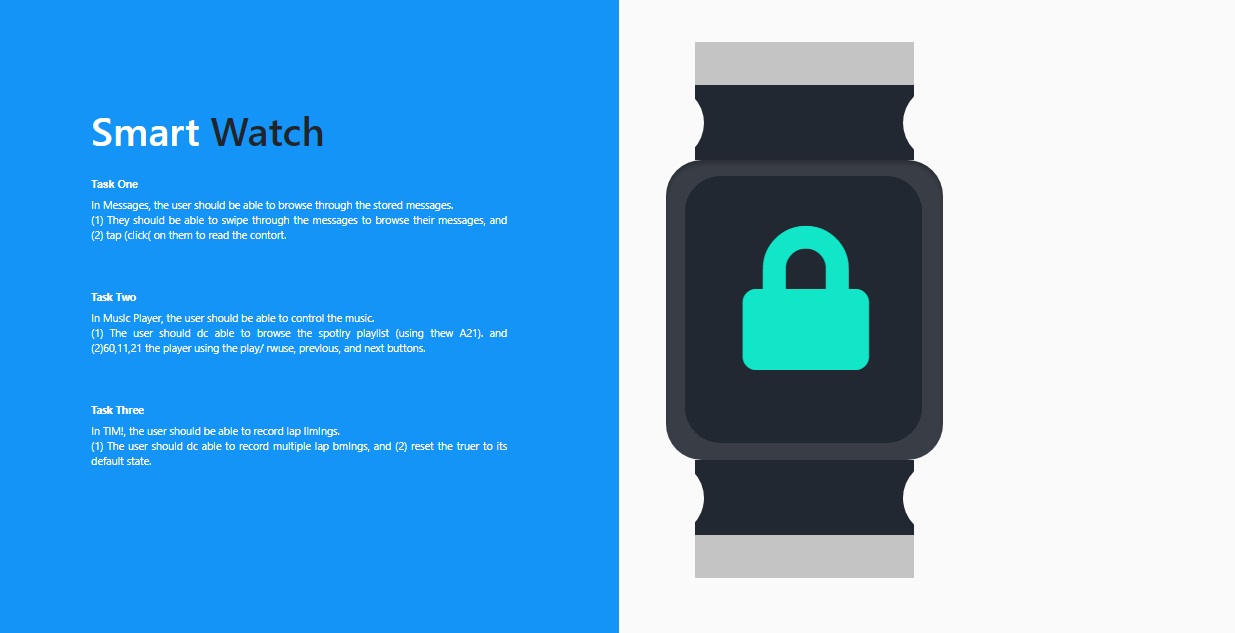 Smart Watch
Task One
In Messages, the user should be able to browse through the stored messages.
(1) They should be able to swipe through the messages to browse their messages, and
(2) tap (click( on them to read the contort.
Task Two
In Music Player, the user should be able to control the music.
(1) The user should dc able to browse the spotlry playlist (using thew A21). and
(2)60,11,21 the player using the play/ rwuse, previous, and next buttons.
Task Three
In TIM!, the user should be able to record lap limlngs.
(1) The user should dc able to record multiple lap bmlngs, and (2) reset the truer to its
default state.